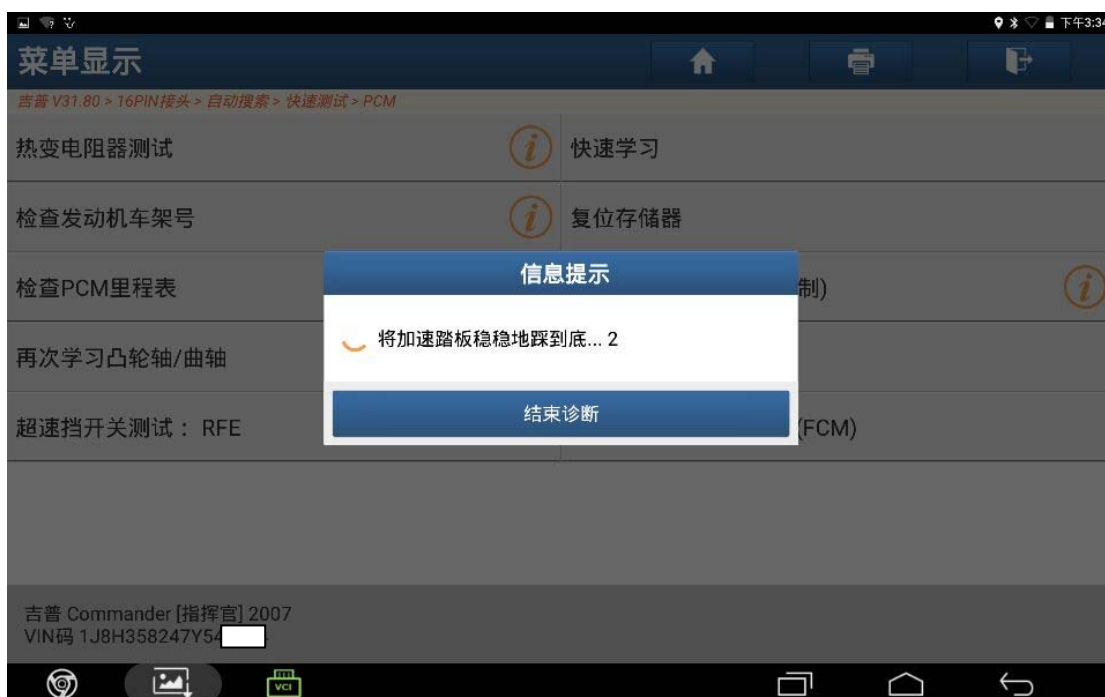 下午3:34
菜单显示
吉普 V31.80 > 16PIN接头 > 自动搜索 > 快速测试 > PCM
热变电阻器测试
快速学习
检查发动机车架号
复位存储器
检查PCM里程表
制)
再次学习凸轮轴/曲轴
超速挡开关测试： RFE
(FCM)
信息提示
将加速踏板稳稳地踩到底... 2
结束诊断
吉普 Commander [指挥官] 2007
VIN码 1J8H358247Y54
VCI